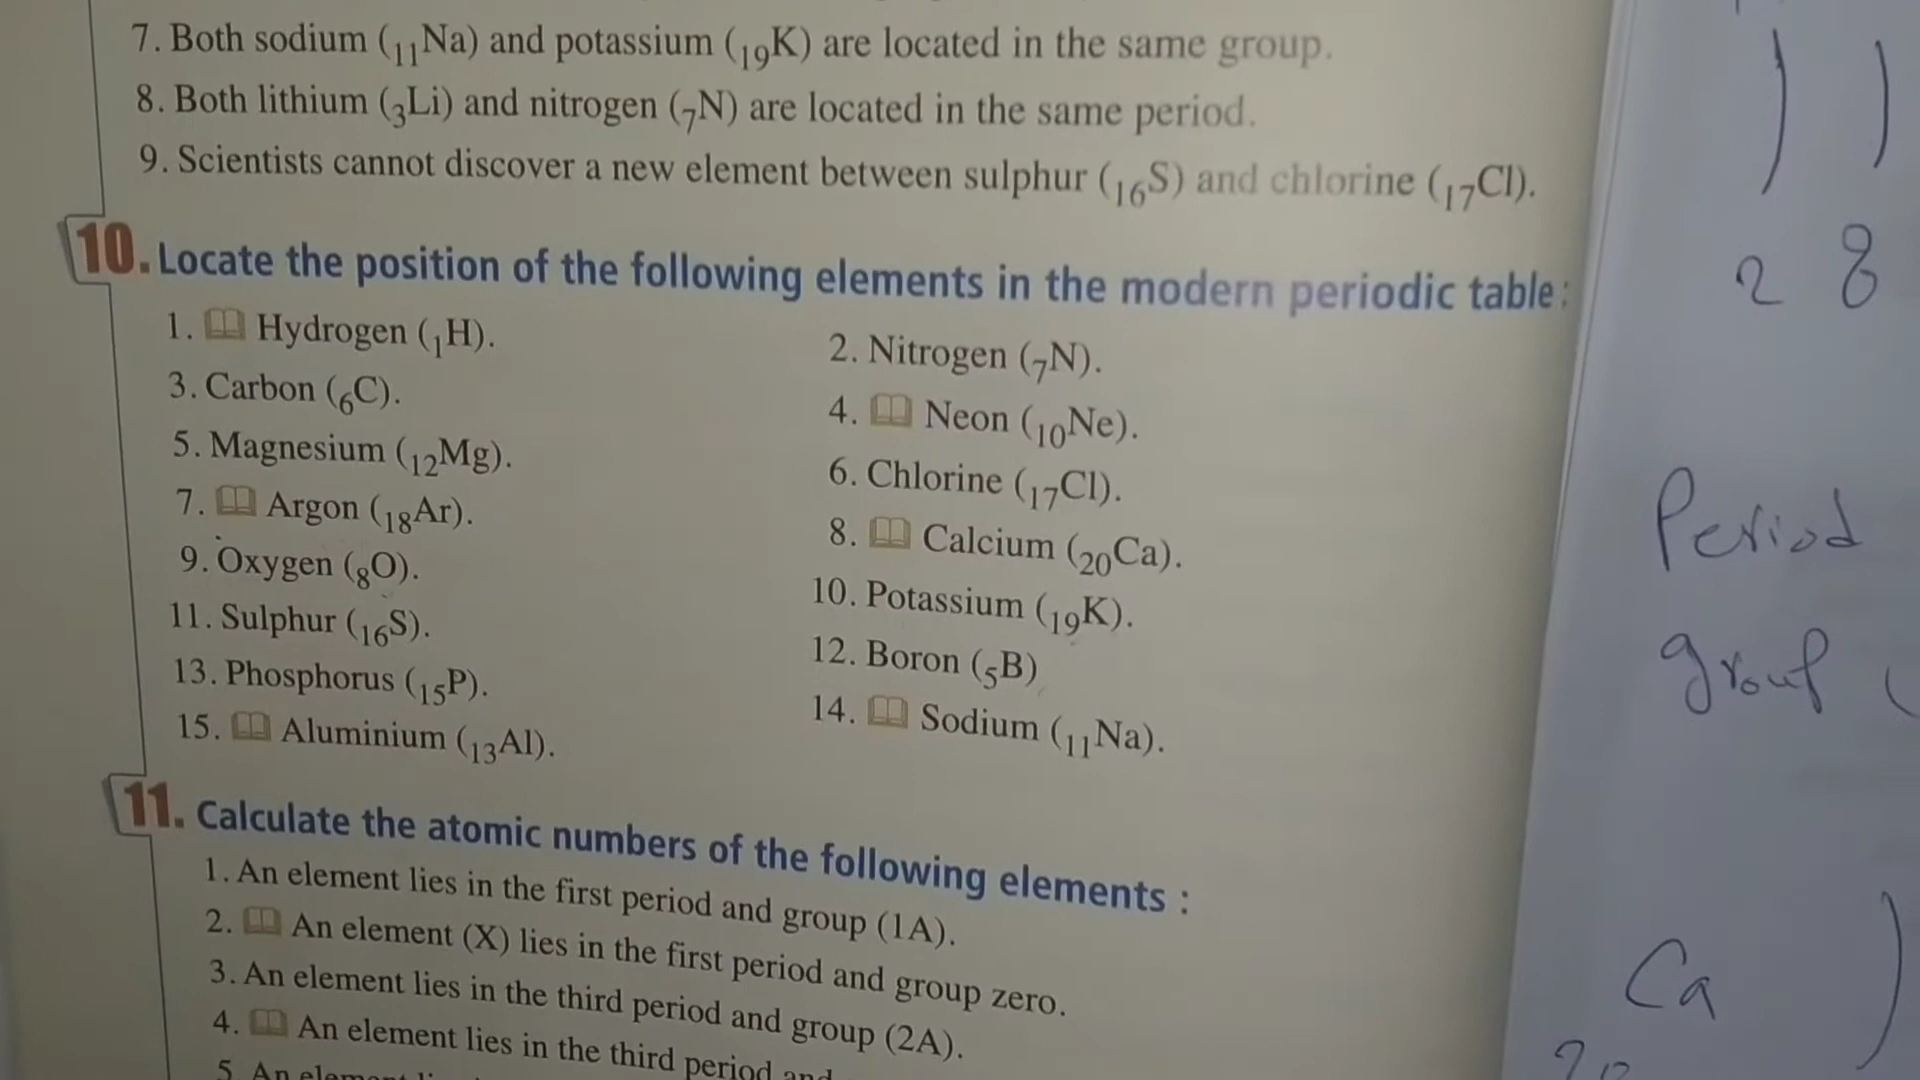 7. Both sodium (₁₁Na) and potassium (₁₉K) are located in the same group.
8. Both lithium (₃Li) and nitrogen (₇N) are located in the same period.
9. Scientists cannot discover a new element between sulphur (₁₆S) and chlorine (₁₇Cl).
10. Locate the position of the following elements in the modern periodic table :
1. Hydrogen (₁H).
2. Nitrogen (₇N).
3. Carbon (₆C).
4. Neon (₁₀Ne).
5. Magnesium (₁₂Mg).
6. Chlorine (₁₇Cl).
7. Argon (₁₈Ar).
8. Calcium (₂₀Ca).
9. Oxygen (₈O).
10. Potassium (₁₉K).
11. Sulphur (₁₆S).
12. Boron (₅B)
13. Phosphorus (₁₅P).
14. Sodium (₁₁Na).
15. Aluminium (₁₃Al).
11. Calculate the atomic numbers of the following elements :
1. An element lies in the first period and group (1A).
2. An element (X) lies in the first period and group zero.
3. An element lies in the third period and group (2A).
4. An element lies in the third period and
5. An
) )
2 8
Period
group (
Ca )
20